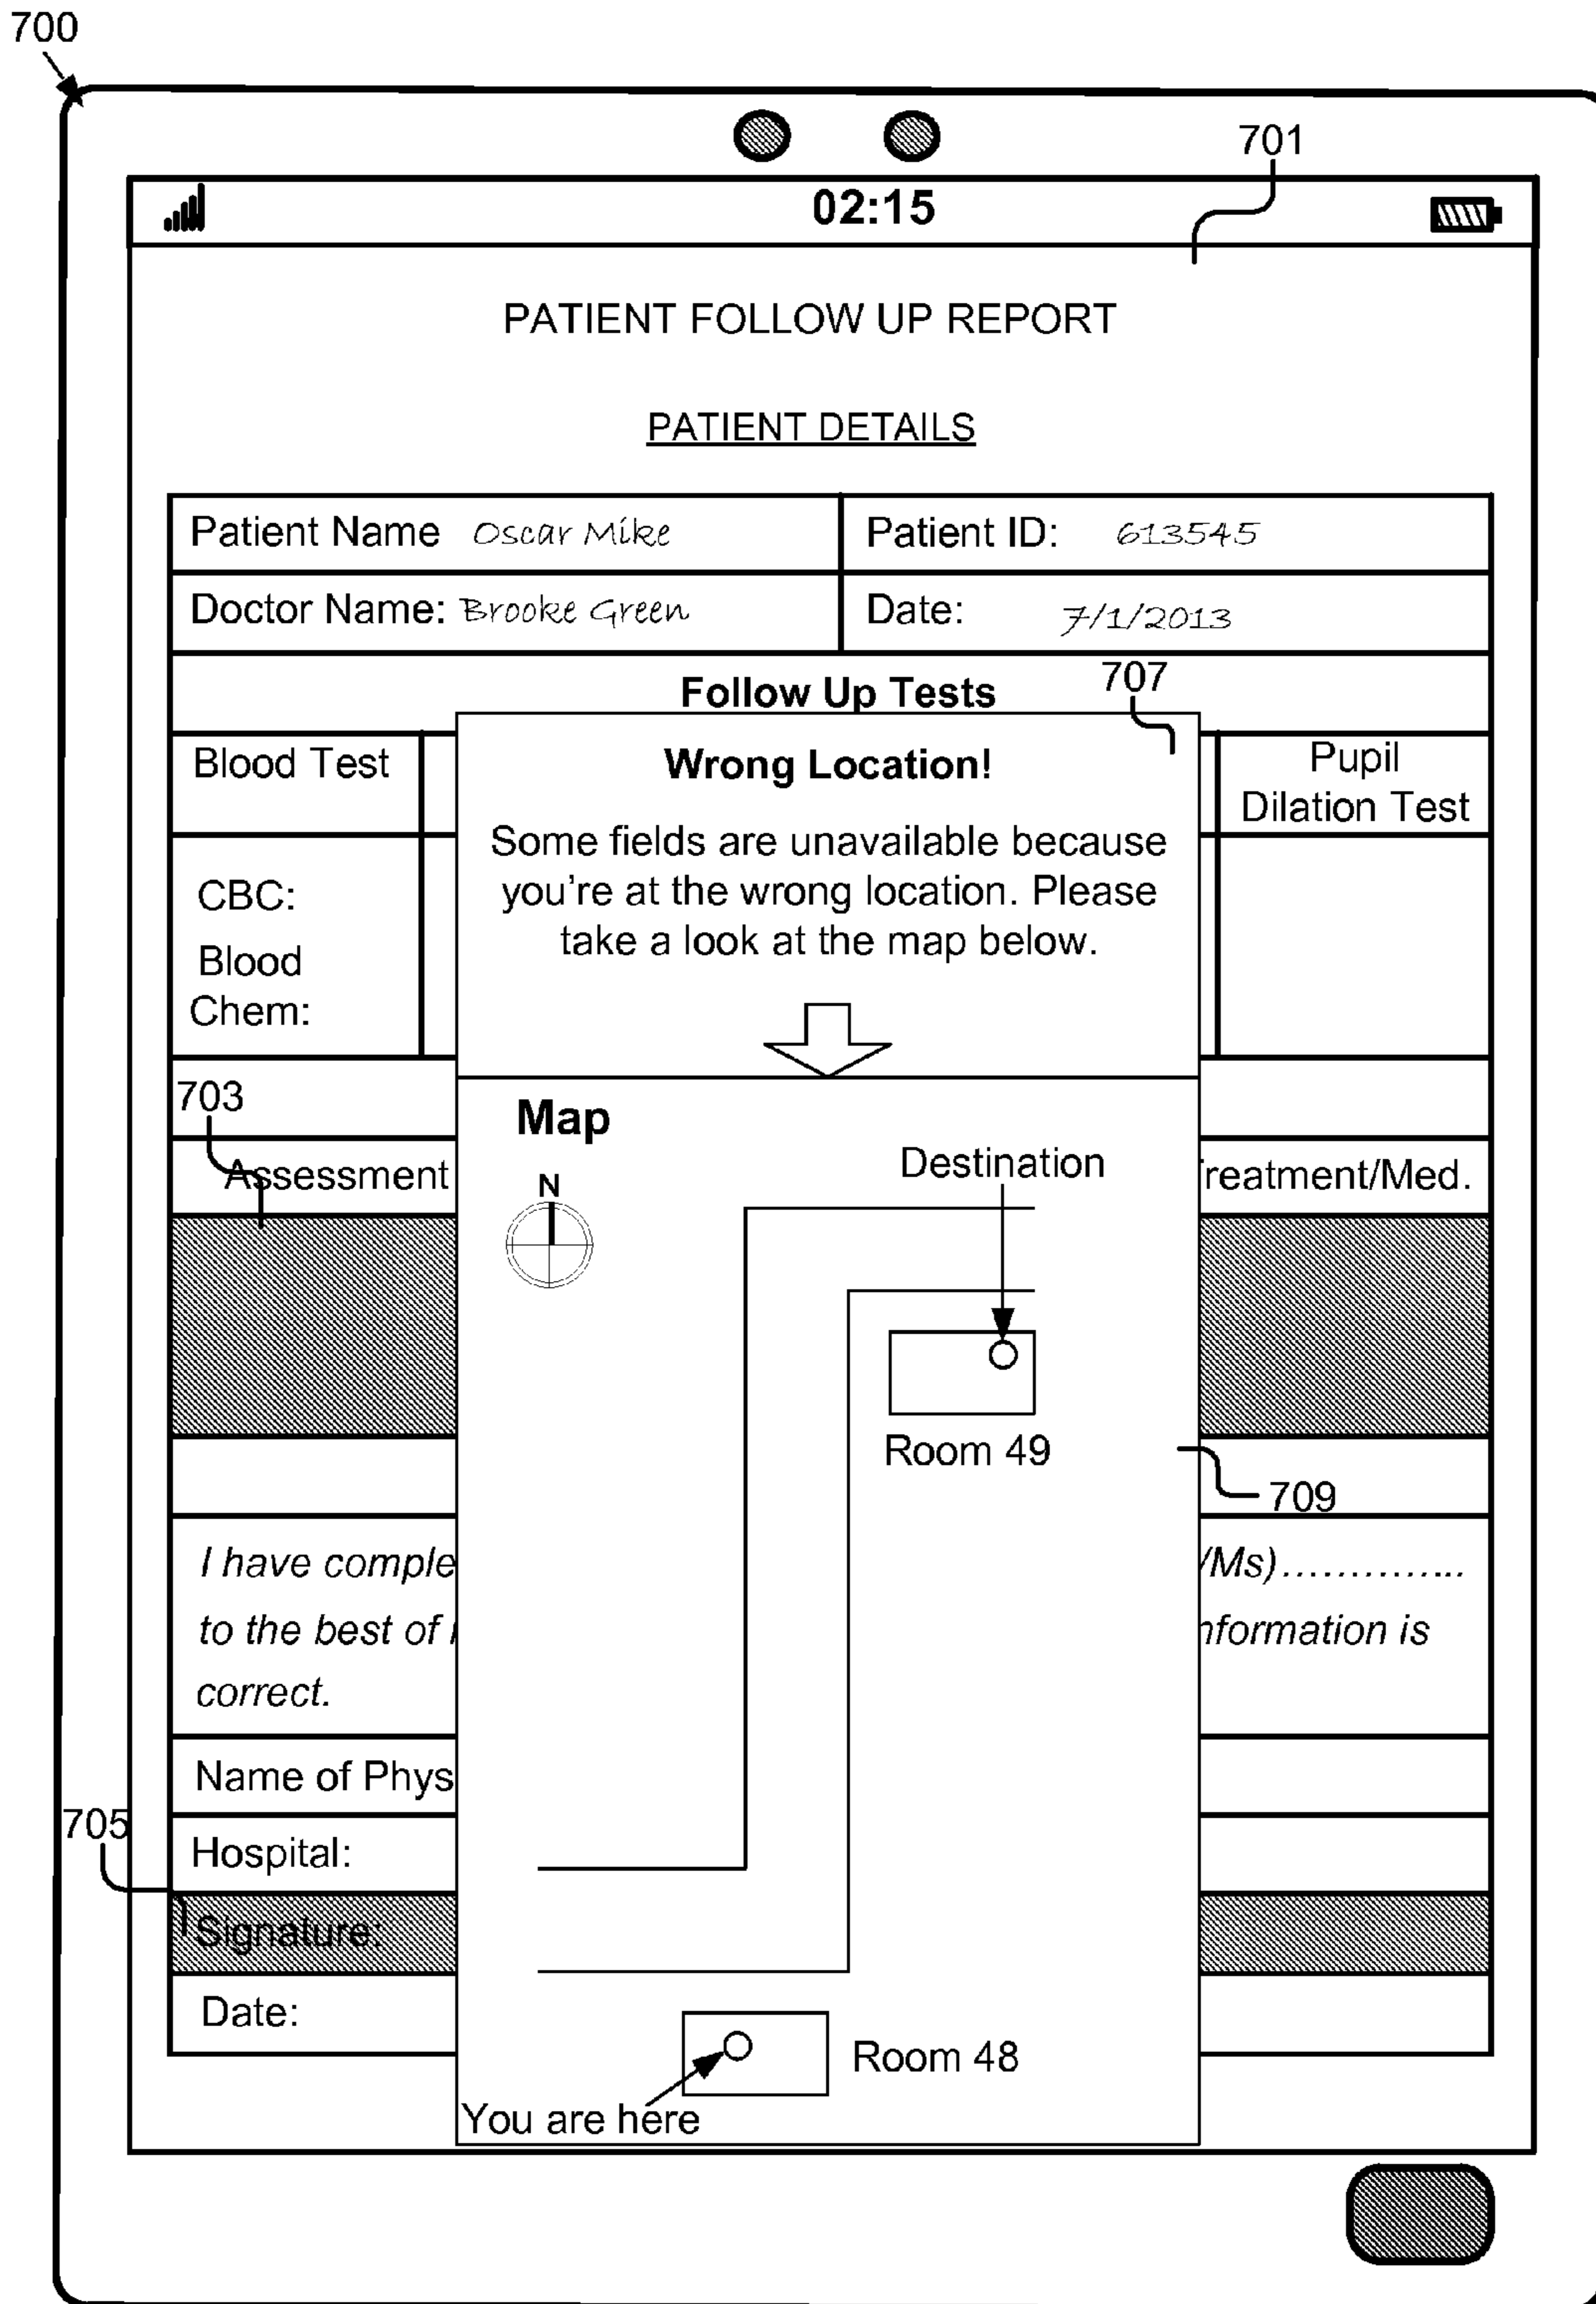 700
701
02:15
PATIENT FOLLOW UP REPORT
PATIENT DETAILS
Patient Name Oscar Mike
Patient ID: 613545
Doctor Name: Brooke Green
Date: 7/1/2013
Follow Up Tests
707
Blood Test
Pupil
Dilation Test
CBC:
Blood
Chem:
Wrong Location!
Some fields are unavailable because
you're at the wrong location. Please
take a look at the map below.
703
Assessment
reatment/Med.
Map
N
Destination
Room 49
709
I have comple
/Ms).............
to the best of
nformation is
correct.
Name of Phys
705
Hospital:
Signature:
Date:
Room 48
You are here